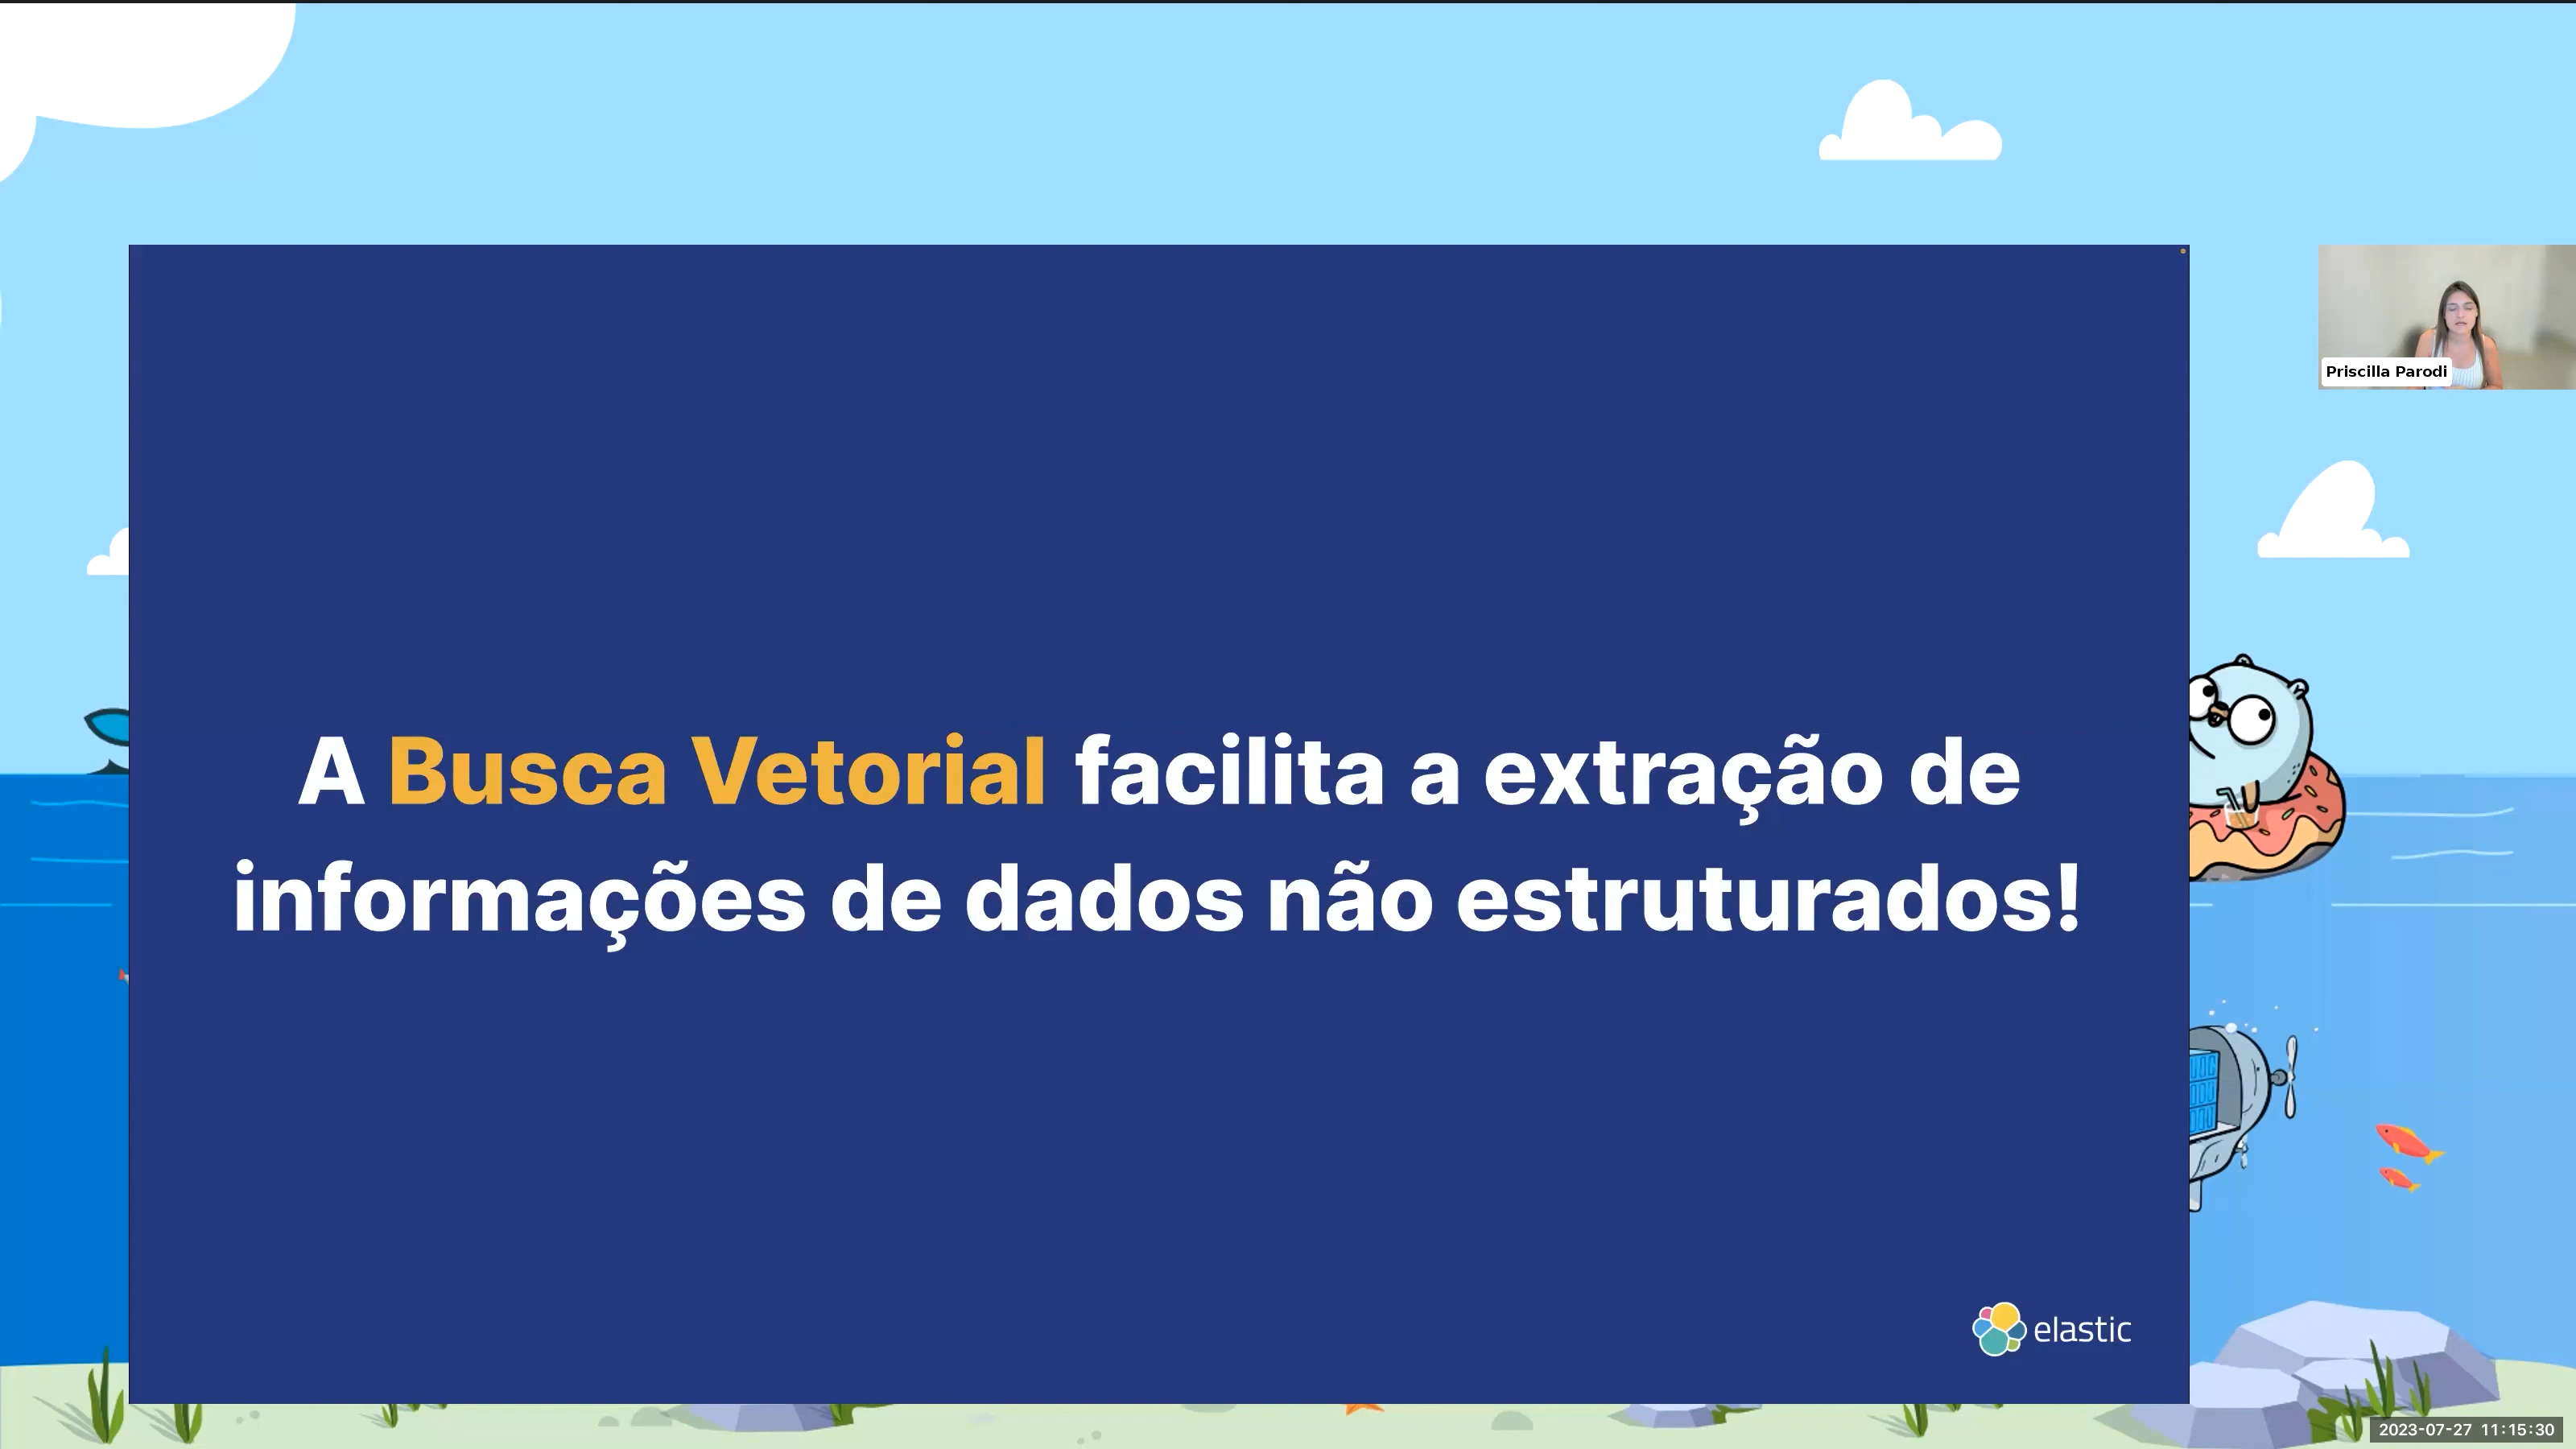 Priscilla Parodi
A Busca Vetorial facilita a extração de
informações de dados não estruturados!
elastic
2023-07-27 11:15:30